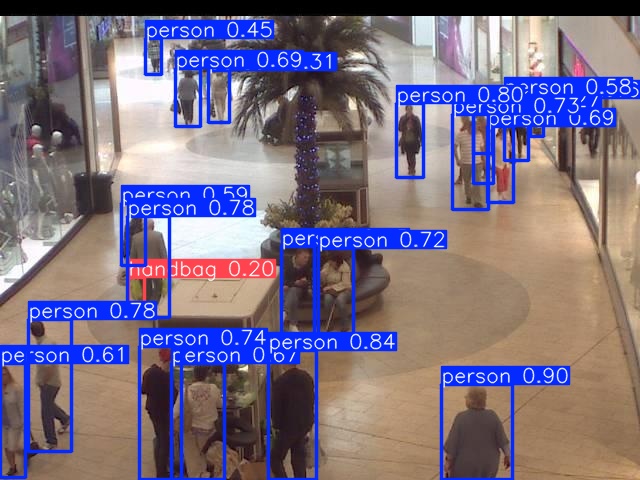 person 0.45
person 0.69
.31
person 0.80
person 0.58
person 0.73
person 0.69
person 0.59
person 0.78
person 0.72
handbag 0.20
person 0.78
person 0.74
person 0.84
person 0.61
person 0.67
person 0.90